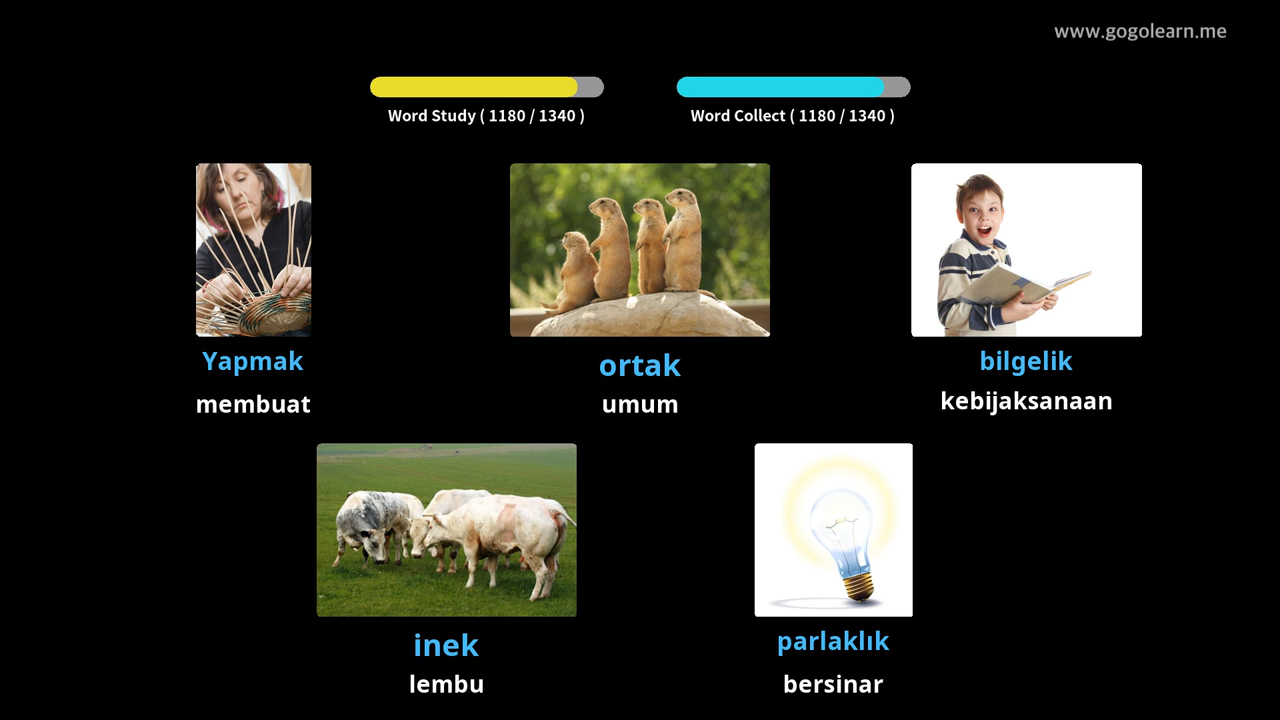 www.gogolearn.me
Word Study ( 1180 / 1340 )
Word Collect ( 1180 / 1340 )
Yapmak
membuat
ortak
umum
bilgelik
kebijaksanaan
inek
lembu
parlaklık
bersinar